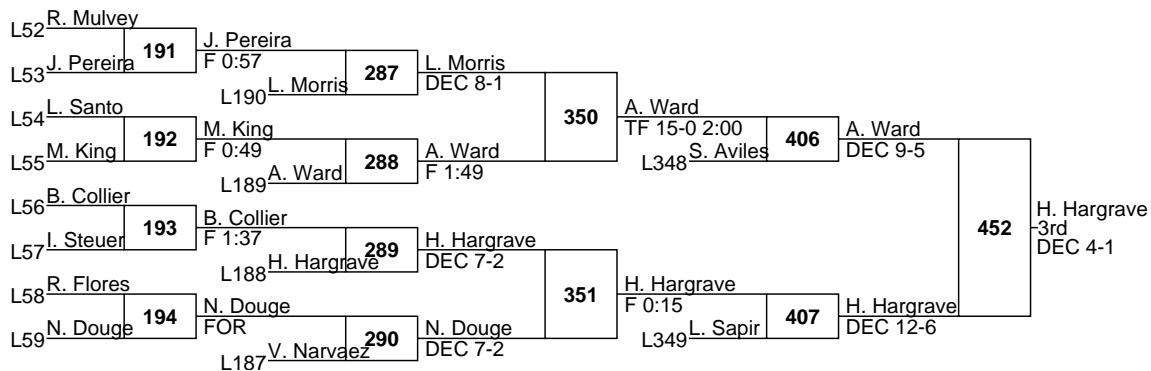 R. Mulvey
L52
191
J. Pereira
F 0:57
J. Pereira
L53
287
L. Morris
DEC 8-1
L. Morris
L190
L. Santo
L54
350
A. Ward
TF 15-0 2:00
192
M. King
F 0:49
M. King
L55
406
A. Ward
DEC 9-5
S. Aviles
L348
288
A. Ward
F 1:49
A. Ward
L189
B. Collier
L56
193
B. Collier
F 1:37
I. Steuer
L57
452
H. Hargrave
3rd
DEC 4-1
289
H. Hargrave
DEC 7-2
H. Hargrave
L188
R. Flores
L58
351
H. Hargrave
F 0:15
194
N. Douge
FOR
N. Douge
L59
407
H. Hargrave
DEC 12-6
L. Sapir
L349
290
N. Douge
DEC 7-2
V. Narvaez
L187